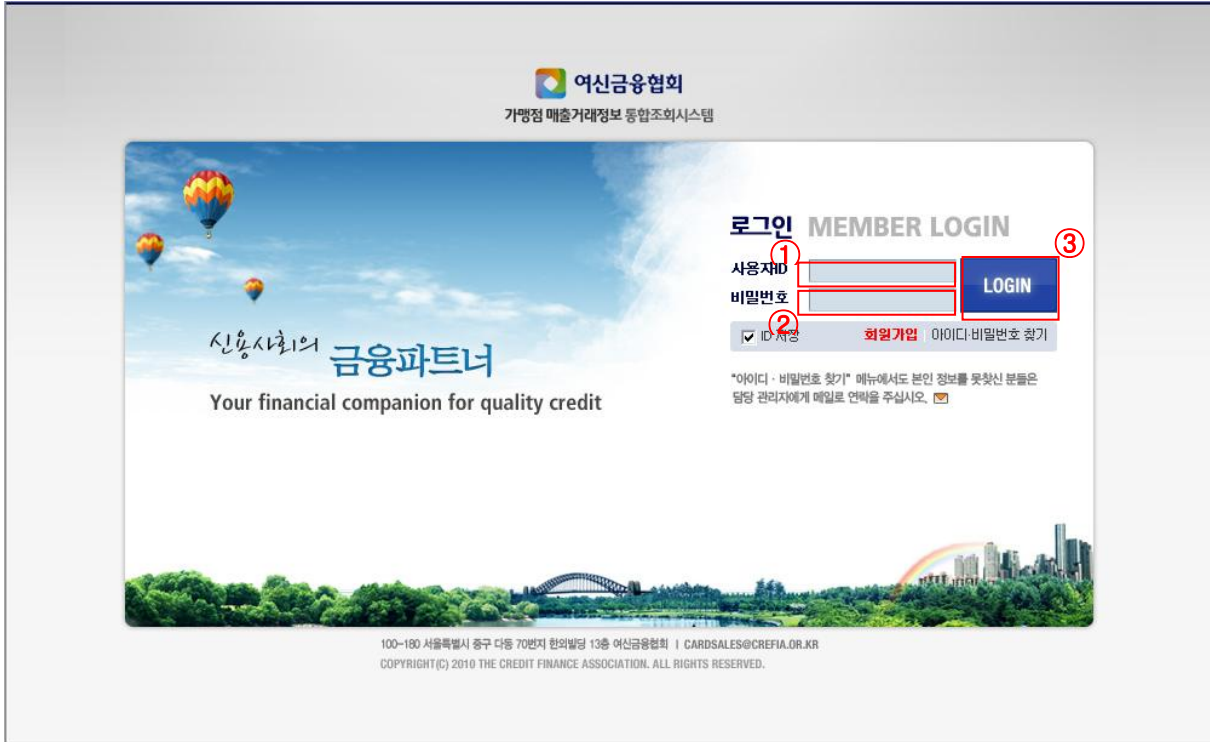 여신금융협회
가맹점 매출거래정보 통합조회시스템
로그인 MEMBER LOGIN
①
③
사용자ID
LOGIN
비밀번호
②
ID 저장 회원가입 아이디·비밀번호 찾기
"아이디 · 비밀번호 찾기" 메뉴에서도 본인 정보를 못찾신 분들은
담당 관리자에게 메일로 연락을 주십시오.
신용사회의
금융파트너
Your financial companion for quality credit
100-180 서울특별시 중구 다동 70번지 한외빌딩 13층 여신금융협회 | CARDSALES@CREFIA.OR.KR
COPYRIGHT(C) 2010 THE CREDIT FINANCE ASSOCIATION. ALL RIGHTS RESERVED.